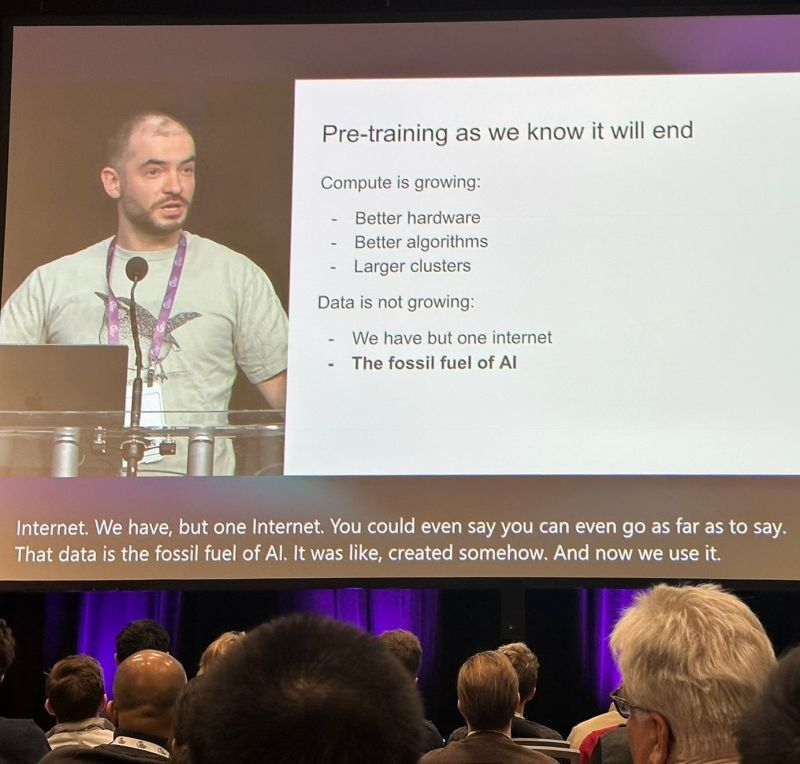 Pre-training as we know it will end
Compute is growing:
- Better hardware
- Better algorithms
- Larger clusters
Data is not growing:
- We have but one internet
- The fossil fuel of AI
Internet. We have, but one Internet. You could even say you can even go as far as to say.
That data is the fossil fuel of AI. It was like, created somehow. And now we use it.